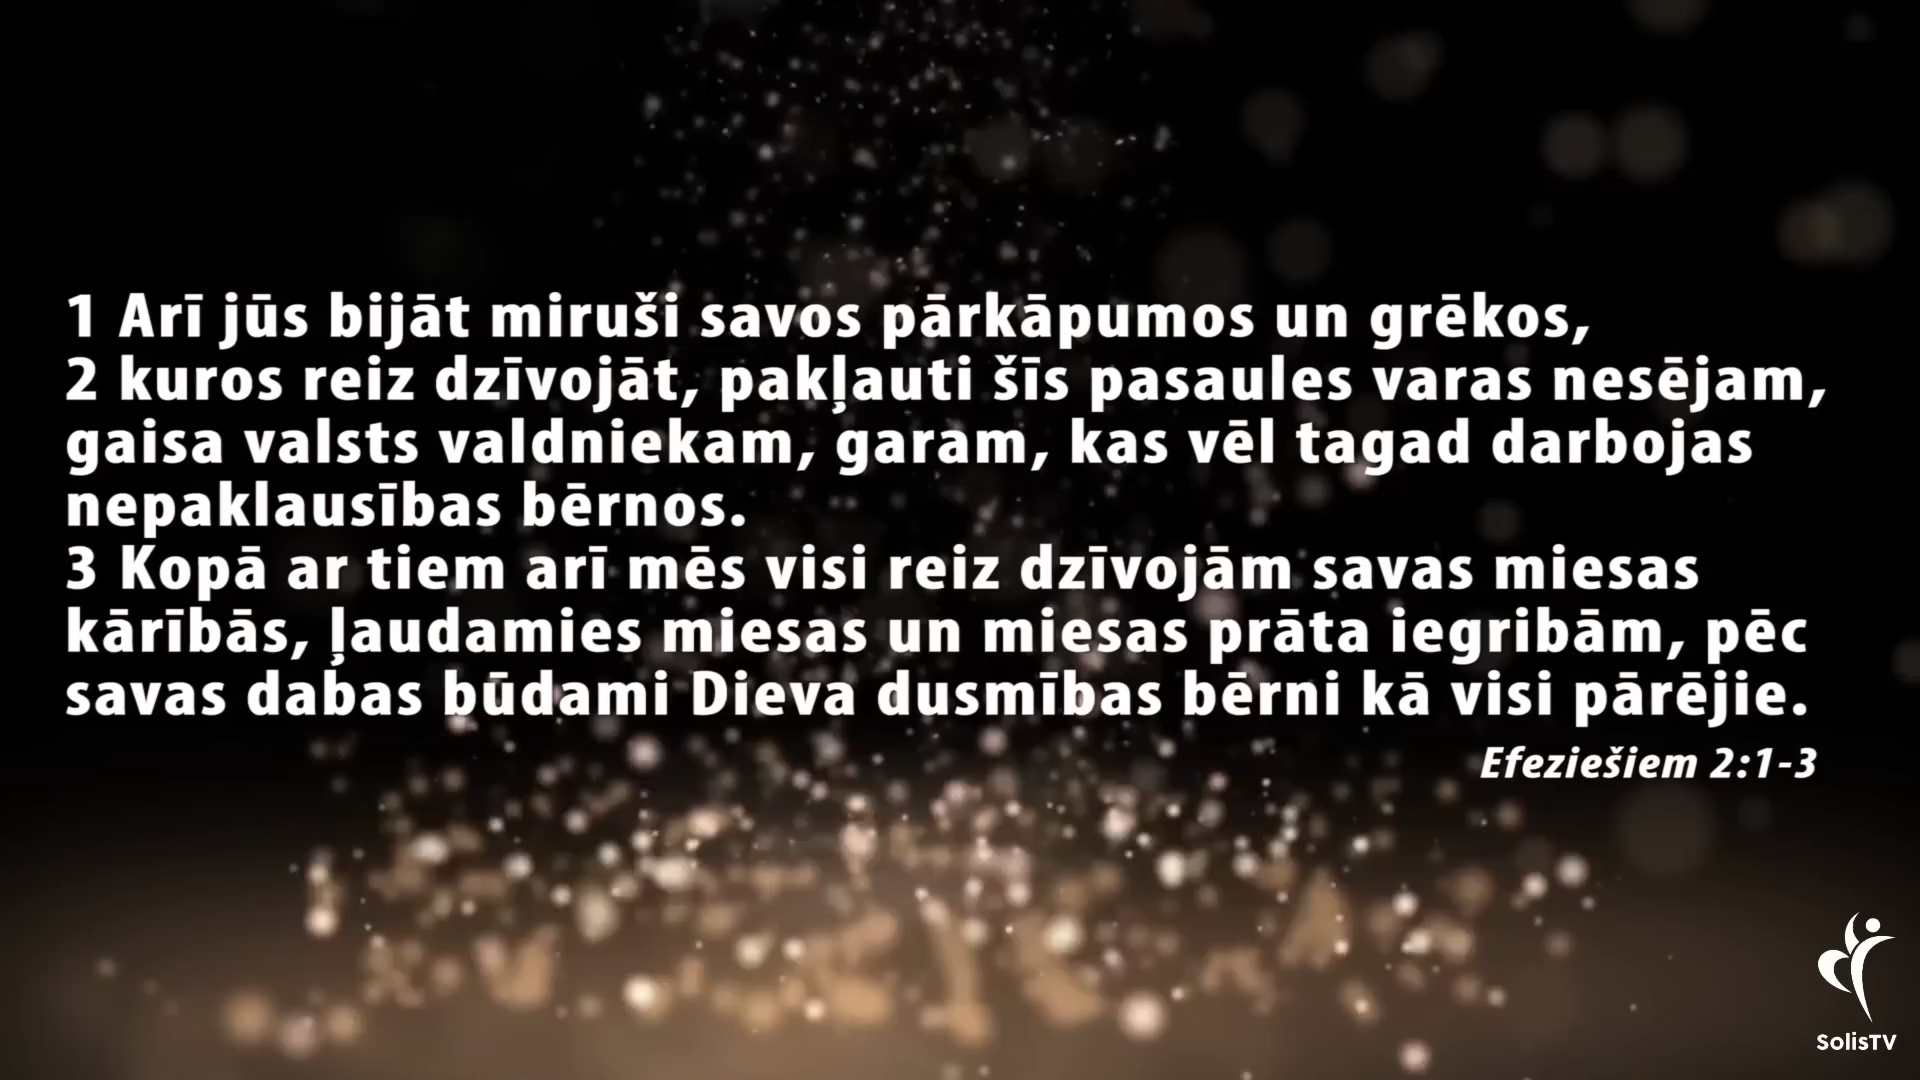 1 Arī jūs bijāt miruši savos pārkāpumos un grēkos,
2 kuros reiz dzīvojāt, pakļauti šīs pasaules varas nesējam,
gaisa valsts valdniekam, garam, kas vēl tagad darbojas
nepaklausības bērnos.
3 Kopā ar tiem arī mēs visi reiz dzīvojām savas miesas
kārībās, ļaudamies miesas un miesas prāta iegribām, pēc
savas dabas būdami Dieva dusmības bērni kā visi pārējie.
Efeziešiem 2:1-3
SolisTV